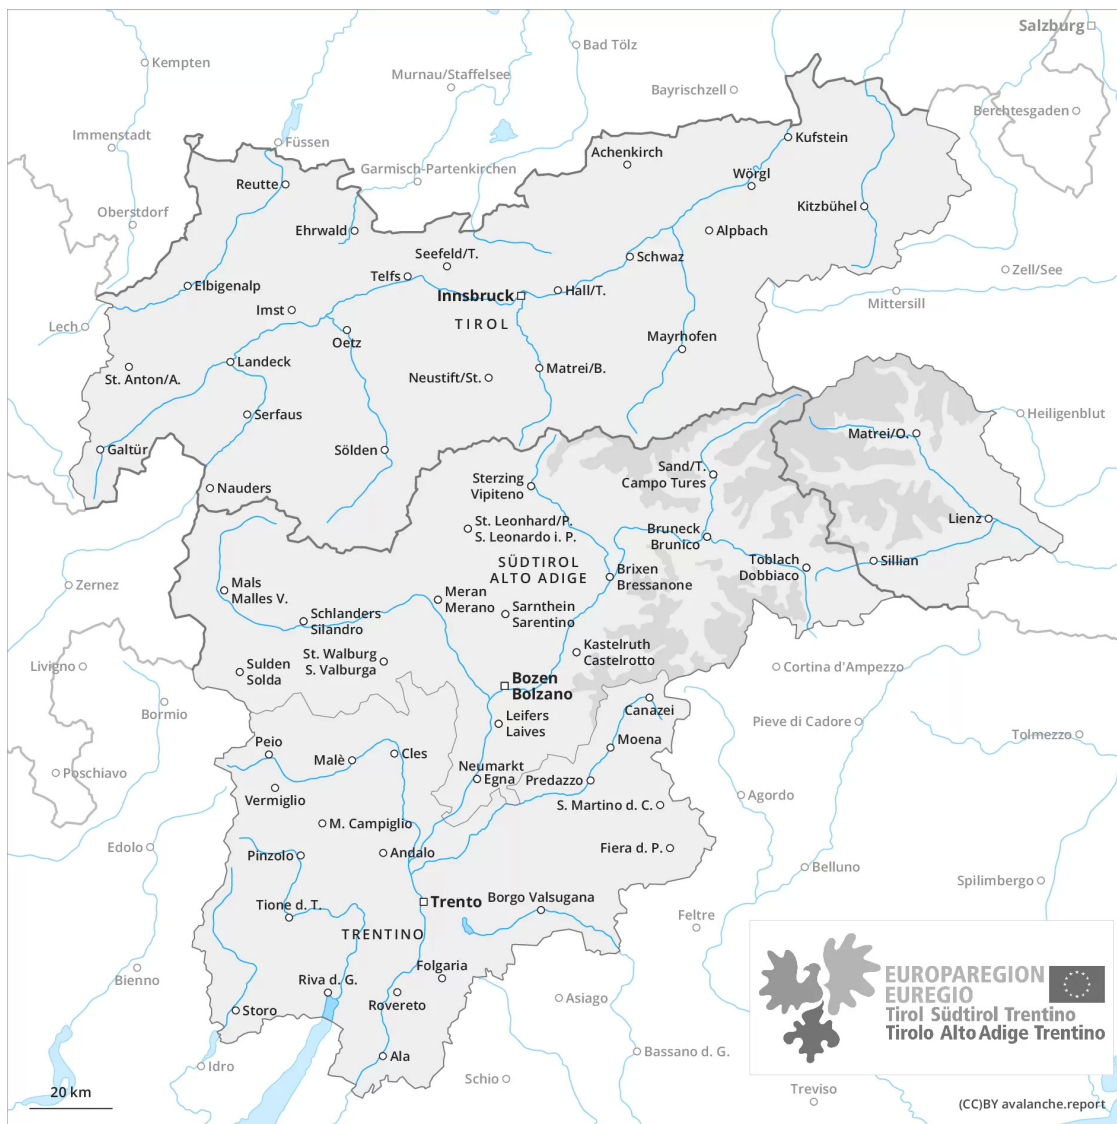 Salzburg
Bad Tölz
Kempten
Murnau/Staffelsee
Bayrischzell
Berchtesgaden
Immenstadt
Füssen
Kufstein
Achenkirch
Garmisch-Partenkirchen
Wörgl
Reutte
Oberstdorf
Kitzbühel
Ehrwald
Alpbach
Seefeld/T.
Schwaz
Zell/See
Telfs
Elbigenalp
Hall/T.
Innsbruck
Mittersill
Imst
TIROL
Lech
Oetz
Mayrhofen
Landeck
Matrei/B.
St. Anton/A.
Neustift/St.
Serfaus
Heiligenblut
Matrei/O.
Galtür
Sölden
Sand/T.
Campo Tures
Sterzing
Vipiteno
Nauders
Lienz
St. Leonhard/P.
S. Leonardo i. P.
Bruneck
Brunico
SÜDTIROL
ALTO ADIGE
Toblach
Dobbiaco
Sillian
Brixen
Bressanone
Zernez
Mals
Malles V.
Meran
Merano
Sarnthein
Sarentino
Schlanders
Silandro
Kastelruth
Castelrotto
St. Walburg
S. Valburga
Livigno
Sulden
Solda
Cortina d'Ampezzo
Bozen
Bolzano
Canazei
Bormio
Leifers
Laives
Pieve di Cadore
Tolmezzo
Moena
Peio
Malè
Cles
Neumarkt
Egna
Predazzo
Poschiavo
Vermiglio
Agordo
S. Martino d. C.
M. Campiglio
Edolo
Fiera d. P.
Pinzolo
Andalo
Belluno
Spilimbergo
Trento
Borgo Valsugana
Tione d. T.
Feltre
TRENTINO
Folgaria
Bienno
Riva d. G.
Rovereto
Asiago
Storo
Ala
Bassano d. G.
Idro
Schio
Treviso
EUROPAREGION
EUREGIO
Tirol Südtirol Trentino
Tirolo Alto Adige Trentino
20 km
(CC)BY avalanche.report